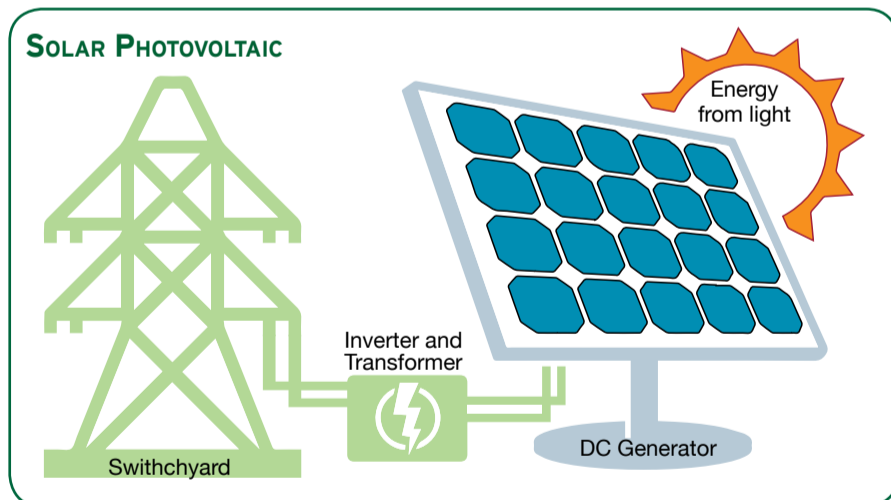 SOLAR PHOTOVOLTAIC
Energy
from light
Inverter and
Transformer
DC Generator
Swithchyard